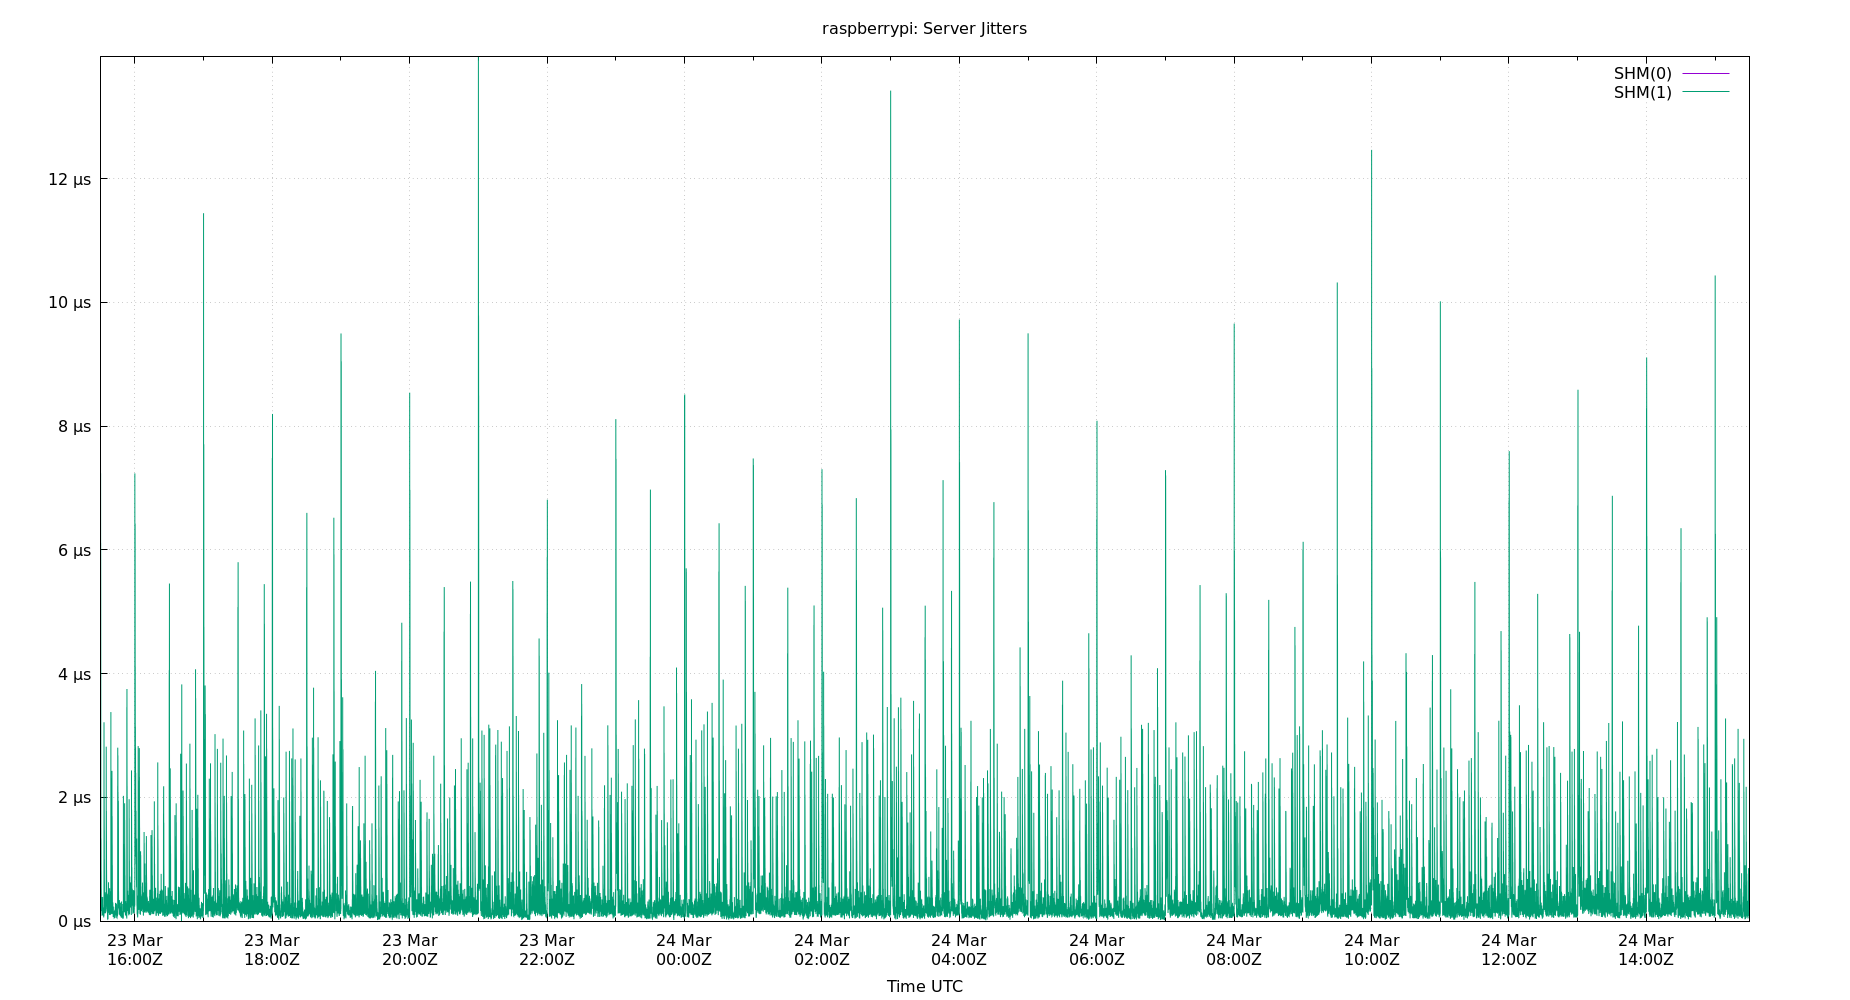 raspberrypi: Server Jitters
SHM(0)
SHM(1)
12 µs
10 µs
8 µs
6 µs
4 µs
2 µs
0 µs
23 Mar 23 Mar 23 Mar 23 Mar 24 Mar 24 Mar 24 Mar 24 Mar 24 Mar 24 Mar 24 Mar 24 Mar
16:00Z 18:00Z 20:00Z 22:00Z 00:00Z 02:00Z 04:00Z 06:00Z 08:00Z 10:00Z 12:00Z 14:00Z
Time UTC